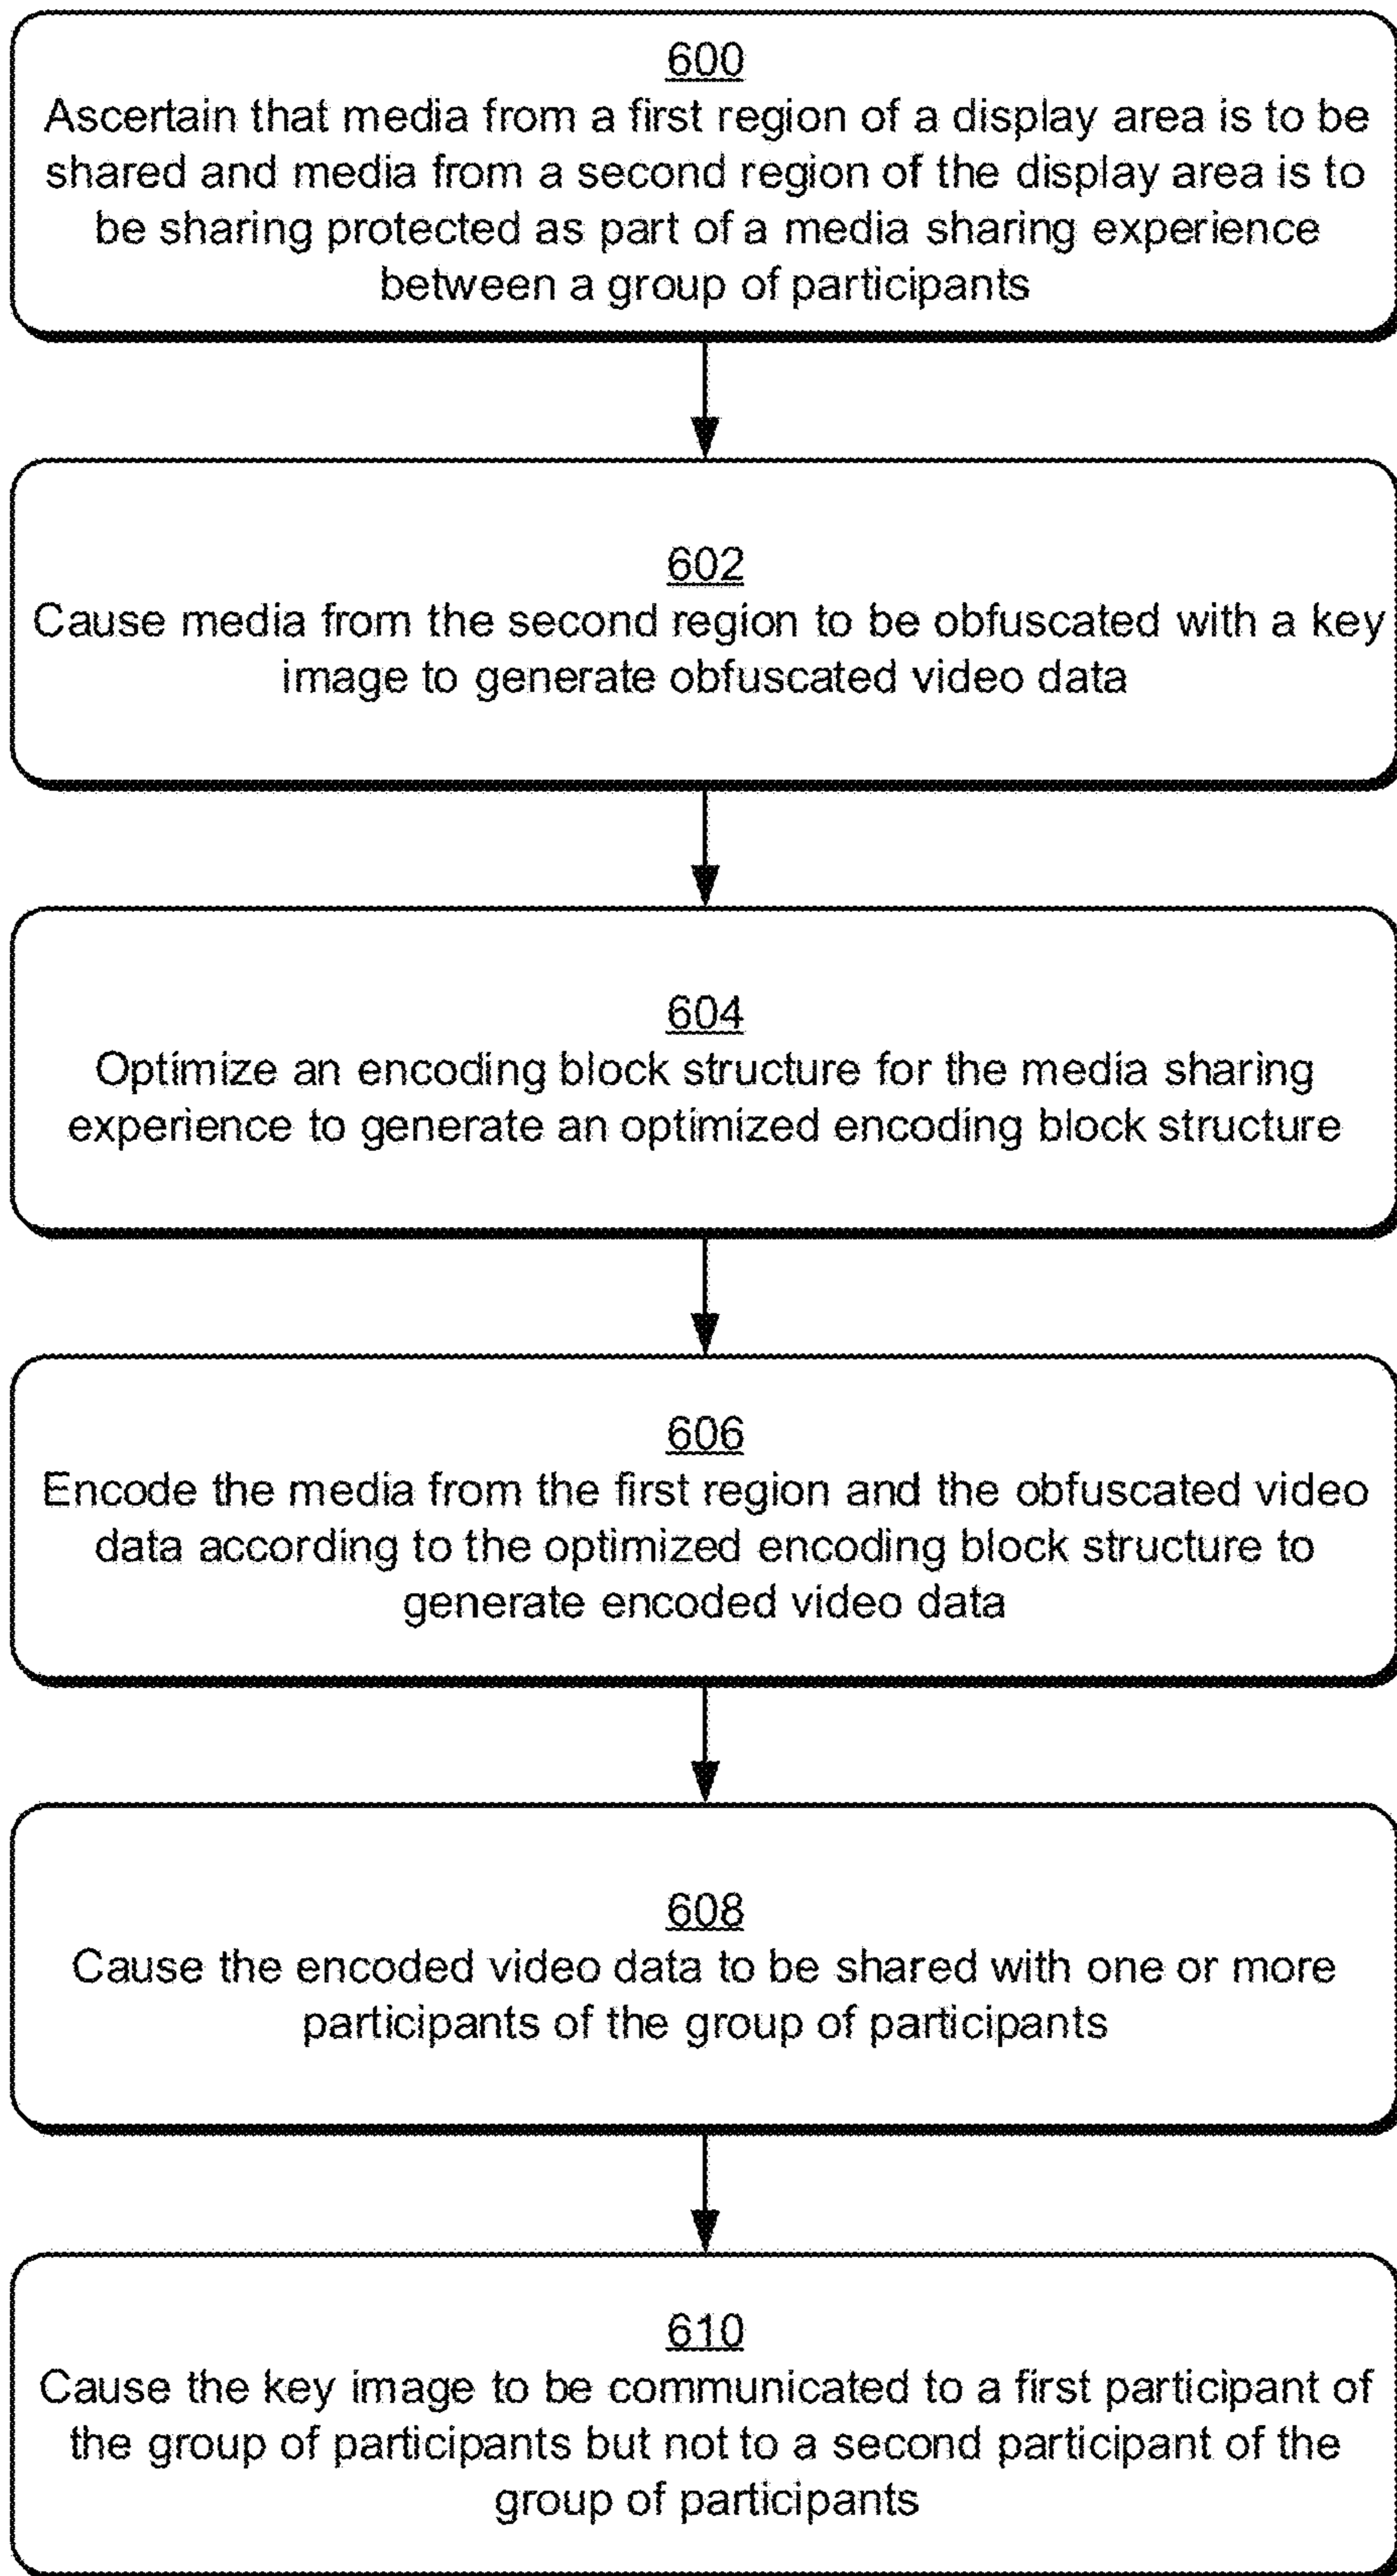 600
Ascertain that media from a first region of a display area is to be
shared and media from a second region of the display area is to
be sharing protected as part of a media sharing experience
between a group of participants
602
Cause media from the second region to be obfuscated with a key
image to generate obfuscated video data
604
Optimize an encoding block structure for the media sharing
experience to generate an optimized encoding block structure
606
Encode the media from the first region and the obfuscated video
data according to the optimized encoding block structure to
generate encoded video data
608
Cause the encoded video data to be shared with one or more
participants of the group of participants
610
Cause the key image to be communicated to a first participant of
the group of participants but not to a second participant of the
group of participants